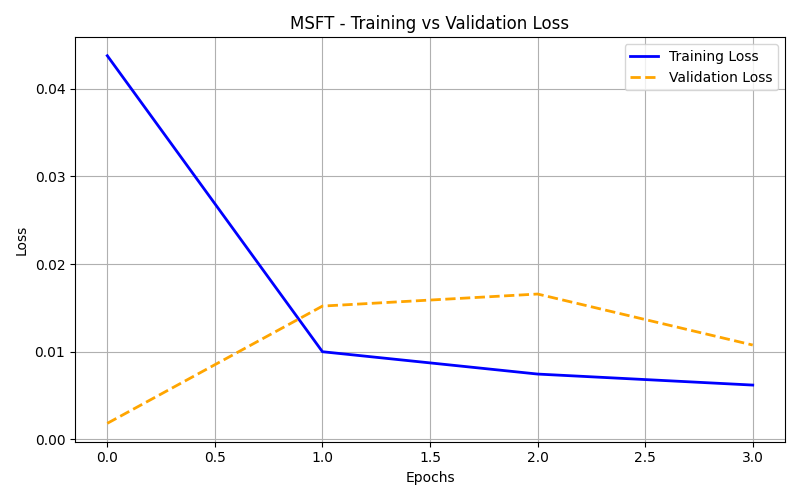 MSFT - Training vs Validation Loss
Training Loss
Validation Loss
0.04
0.03
0.02
0.01
0.00
Loss
0.0 0.5 1.0 1.5 2.0 2.5 3.0
Epochs